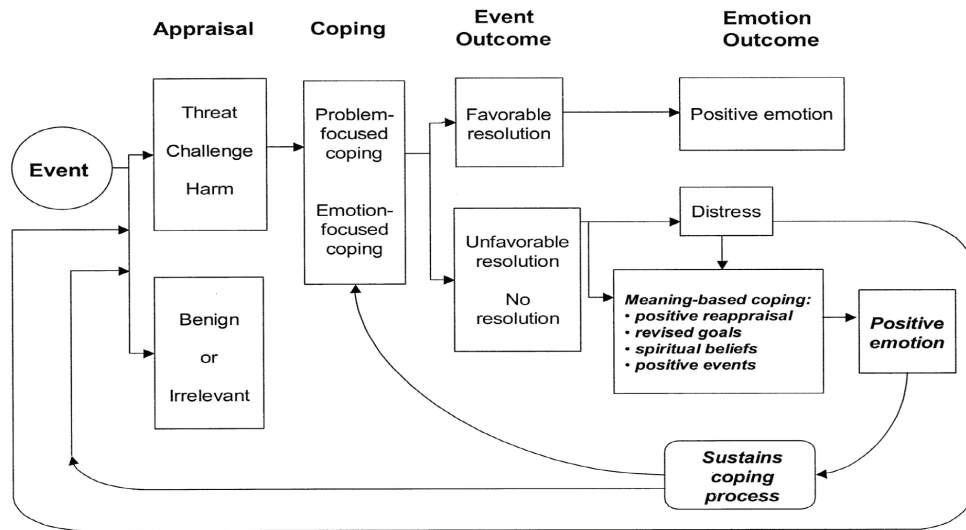 Appraisal
Coping
Event
Outcome
Emotion
Outcome
Event
Threat
Challenge
Harm
Benign
or
Irrelevant
Problem-
focused
coping
Emotion-
focused
coping
Favorable
resolution
Unfavorable
resolution
No
resolution
Positive emotion
Distress
Meaning-based coping:
• positive reappraisal
• revised goals
• spiritual beliefs
• positive events
Positive
emotion
Sustains
coping
process